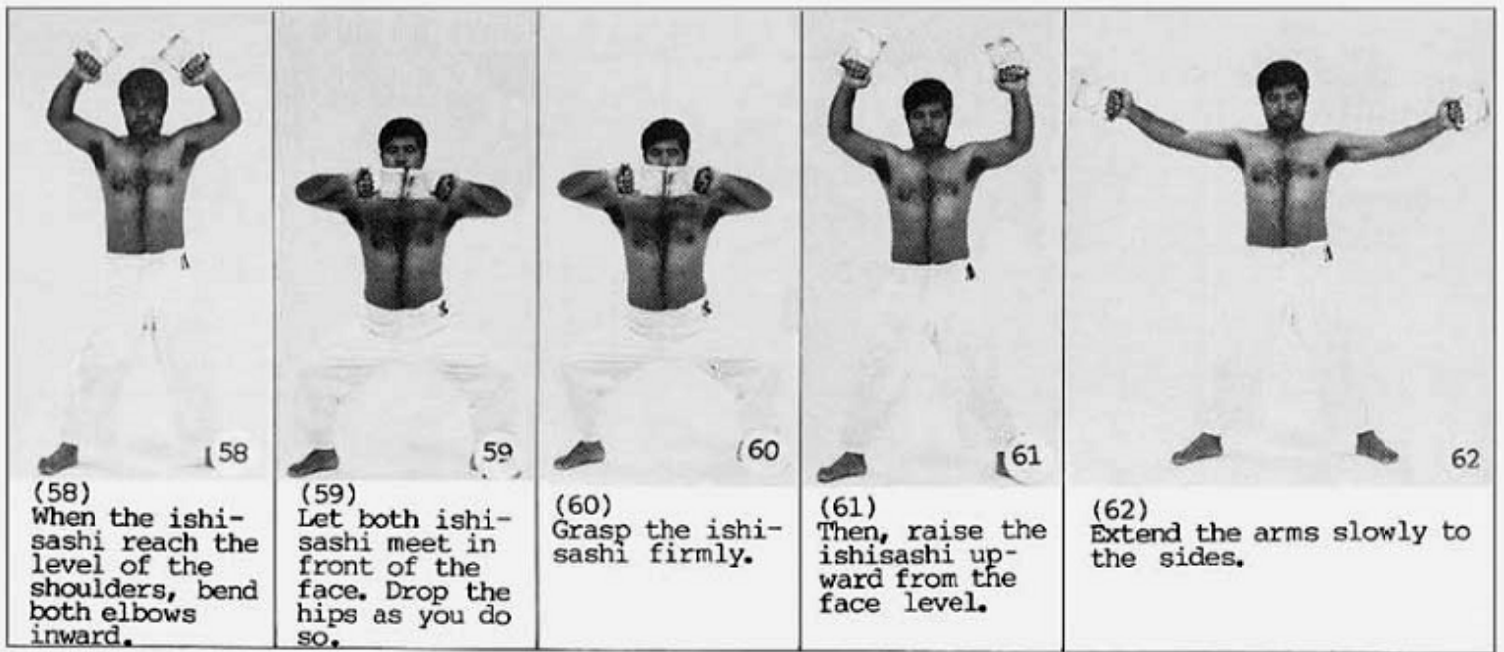 58
59
60
61
62
(58)
When the ishi-
sashi reach the
level of the
shoulders, bend
both elbows
inward.
(59)
Let both ishi-
sashi meet in
front of the
face. Drop the
hips as you do
so.
(60)
Grasp the ishi-
sashi firmly.
(61)
Then, raise the
ishisashi up-
ward from the
face level.
(62)
Extend the arms slowly to
the sides.